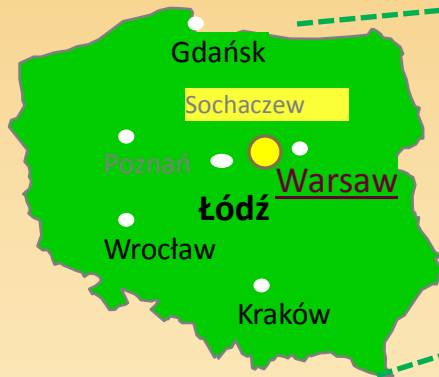 Gdańsk
Sochaczew
Poznań
Warsaw
Łódź
Wrocław
Kraków